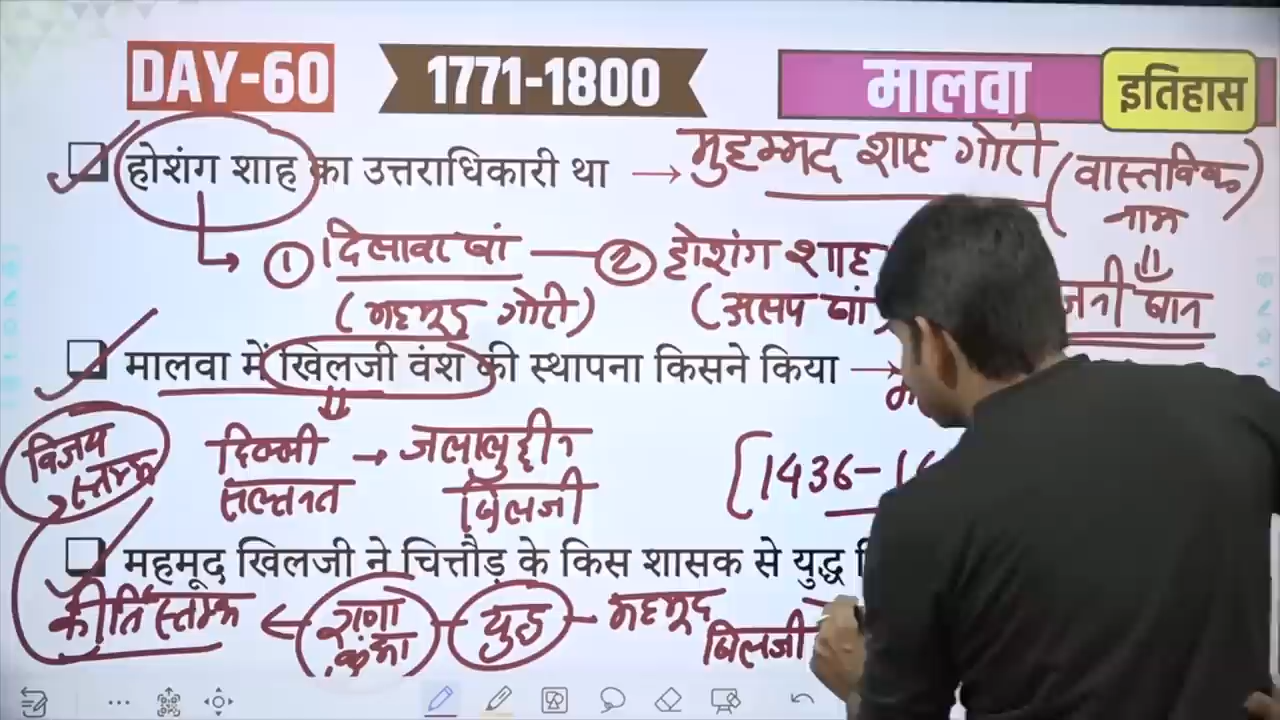 DAY-60 1771-1800 मालवा इतिहास
होशंग शाह का उत्तराधिकारी था → मुहम्मद शाह गोरी (वास्तविक नाम
① दिलावर खां — ② होशंग शाह
(महमूद गोरी) (अलप खां)
मालवा में खिलजी वंश की स्थापना किसने किया →
विजय स्तम्भ
दिल्ली सल्तनत → जलालुद्दीन खिलजी
[1436-
महमूद खिलजी ने चित्तौड़ के किस शासक से युद्ध
कीर्ति स्तम्भ ← राणा कुंभा — युद्ध — महमूद खिलजी